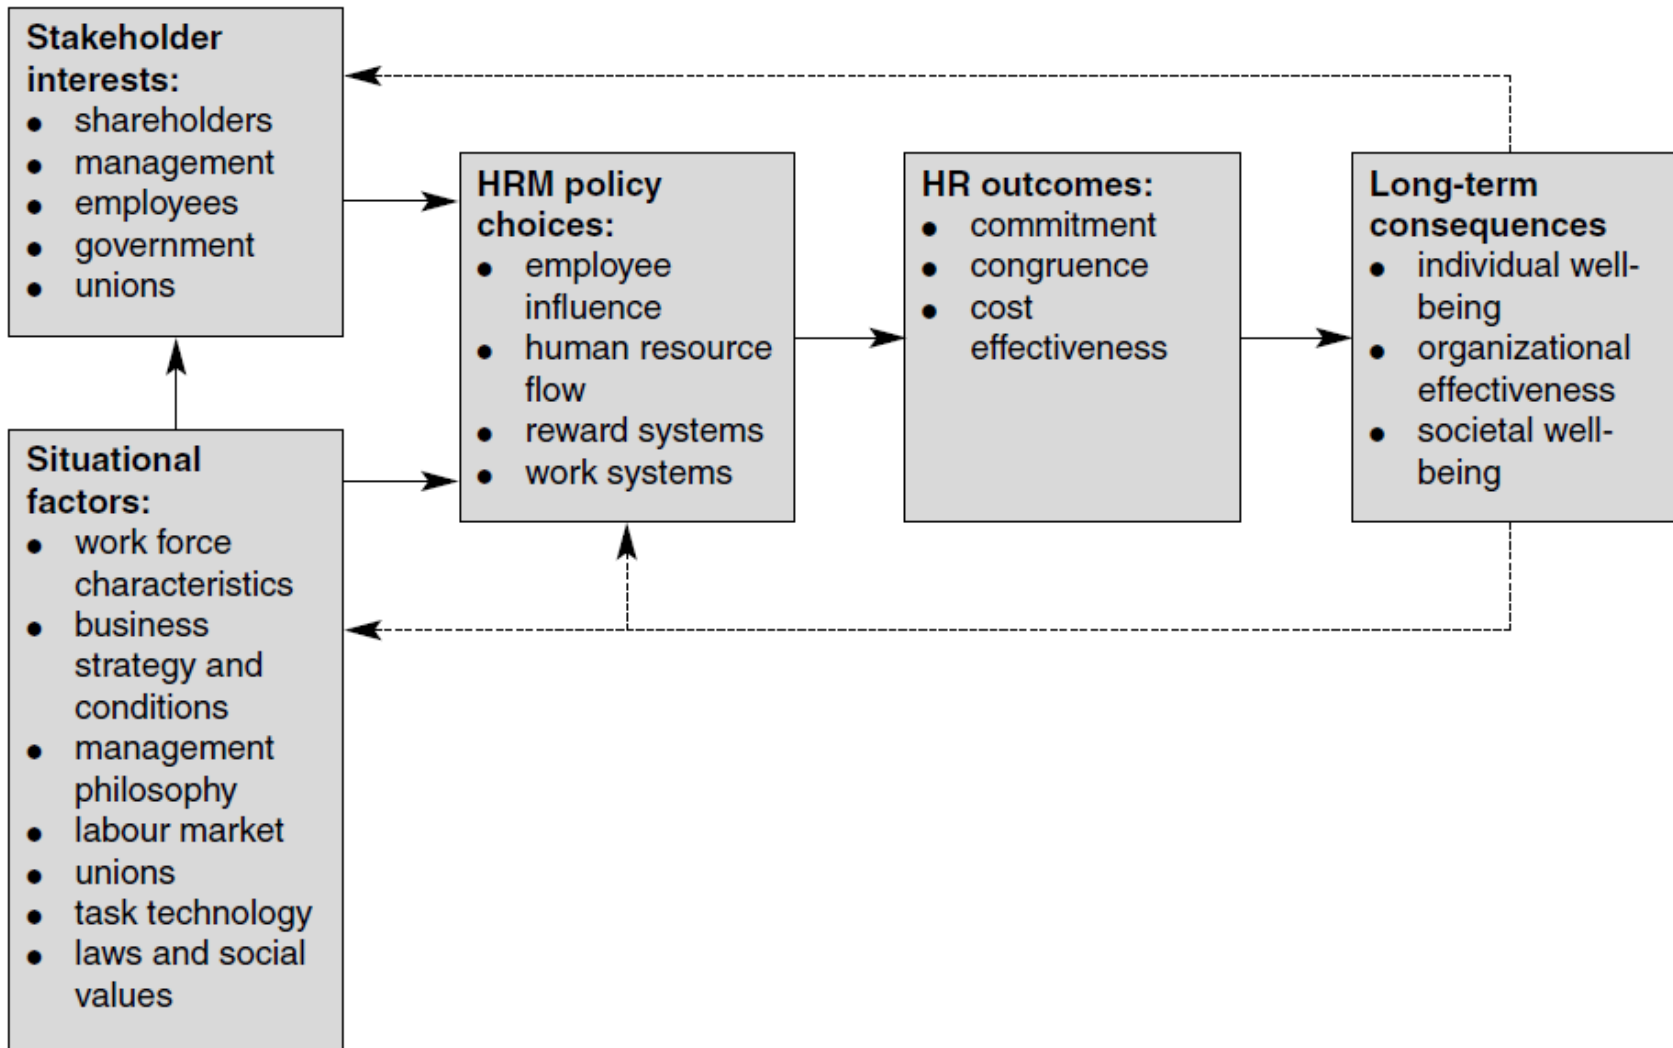 Stakeholder
interests:
● shareholders
● management
● employees
● government
● unions
HRM policy
choices:
● employee
influence
● human resource
flow
● reward systems
● work systems
HR outcomes:
● commitment
● congruence
● cost
effectiveness
Long-term
consequences
● individual well-
being
● organizational
effectiveness
● societal well-
being
Situational
factors:
● work force
characteristics
● business
strategy and
conditions
● management
philosophy
● labour market
● unions
● task technology
● laws and social
values